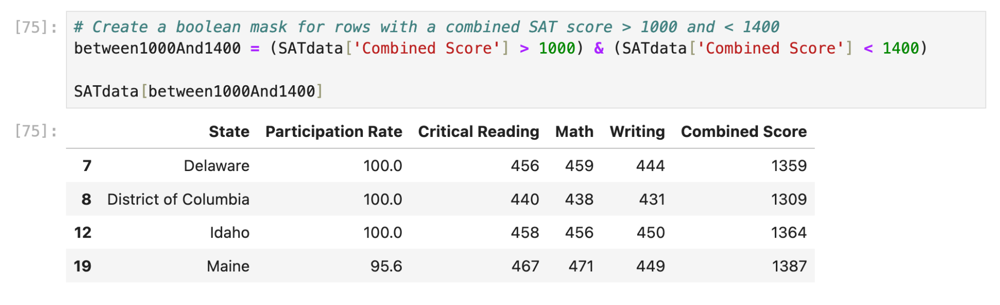 [75]: # Create a boolean mask for rows with a combined SAT score > 1000 and < 1400
between1000And1400 = (SATdata['Combined Score'] > 1000) & (SATdata['Combined Score'] < 1400)
SATdata[between1000And1400]
[75]: State Participation Rate Critical Reading Math Writing Combined Score
7 Delaware 100.0 456 459 444 1359
8 District of Columbia 100.0 440 438 431 1309
12 Idaho 100.0 458 456 450 1364
19 Maine 95.6 467 471 449 1387